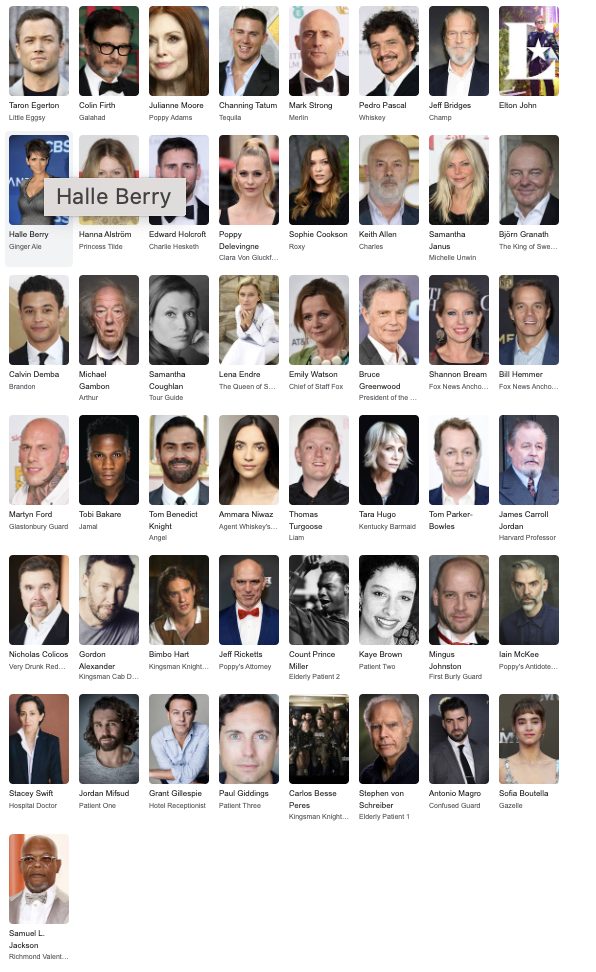 Taron Egerton
Little Eggsy
Colin Firth
Galahad
Julianne Moore
Poppy Adams
Channing Tatum
Tequila
Mark Strong
Merlin
Pedro Pascal
Whiskey
Jeff Bridges
Champ
Elton John
Halle Berry
Halle Berry
Ginger Ale
Hanna Alström
Princess Tilde
Edward Holcroft
Charlie Hesketh
Poppy
Delevingne
Clara Von Gluckf...
Sophie Cookson
Roxy
Keith Allen
Charles
Samantha
Janus
Michelle Unwin
Björn Granath
The King of Swe...
Calvin Demba
Brandon
Michael
Gambon
Arthur
Samantha
Coughlan
Tour Guide
Lena Endre
The Queen of S...
Emily Watson
Chief of Staff Fox
Bruce
Greenwood
President of the ...
Shannon Bream
Fox News Ancho...
Bill Hemmer
Fox News Ancho...
Martyn Ford
Glastonbury Guard
Tobi Bakare
Jamal
Tom Benedict
Knight
Angel
Ammara Niwaz
Agent Whiskey's...
Thomas
Turgoose
Liam
Tara Hugo
Kentucky Barmaid
Tom Parker-
Bowles
James Carroll
Jordan
Harvard Professor
Nicholas Colicos
Very Drunk Red...
Gordon
Alexander
Kingsman Cab D...
Bimbo Hart
Kingsman Knight...
Jeff Ricketts
Poppy's Attorney
Count Prince
Miller
Elderly Patient 2
Kaye Brown
Patient Two
Mingus
Johnston
First Burly Guard
Iain McKee
Poppy's Antidote...
Stacey Swift
Hospital Doctor
Jordan Mifsud
Patient One
Grant Gillespie
Hotel Receptionist
Paul Giddings
Patient Three
Carlos Besse
Peres
Kingsman Knight...
Stephen von
Schreiber
Elderly Patient 1
Antonio Magro
Confused Guard
Sofia Boutella
Gazelle
Samuel L.
Jackson
Richmond Valent...